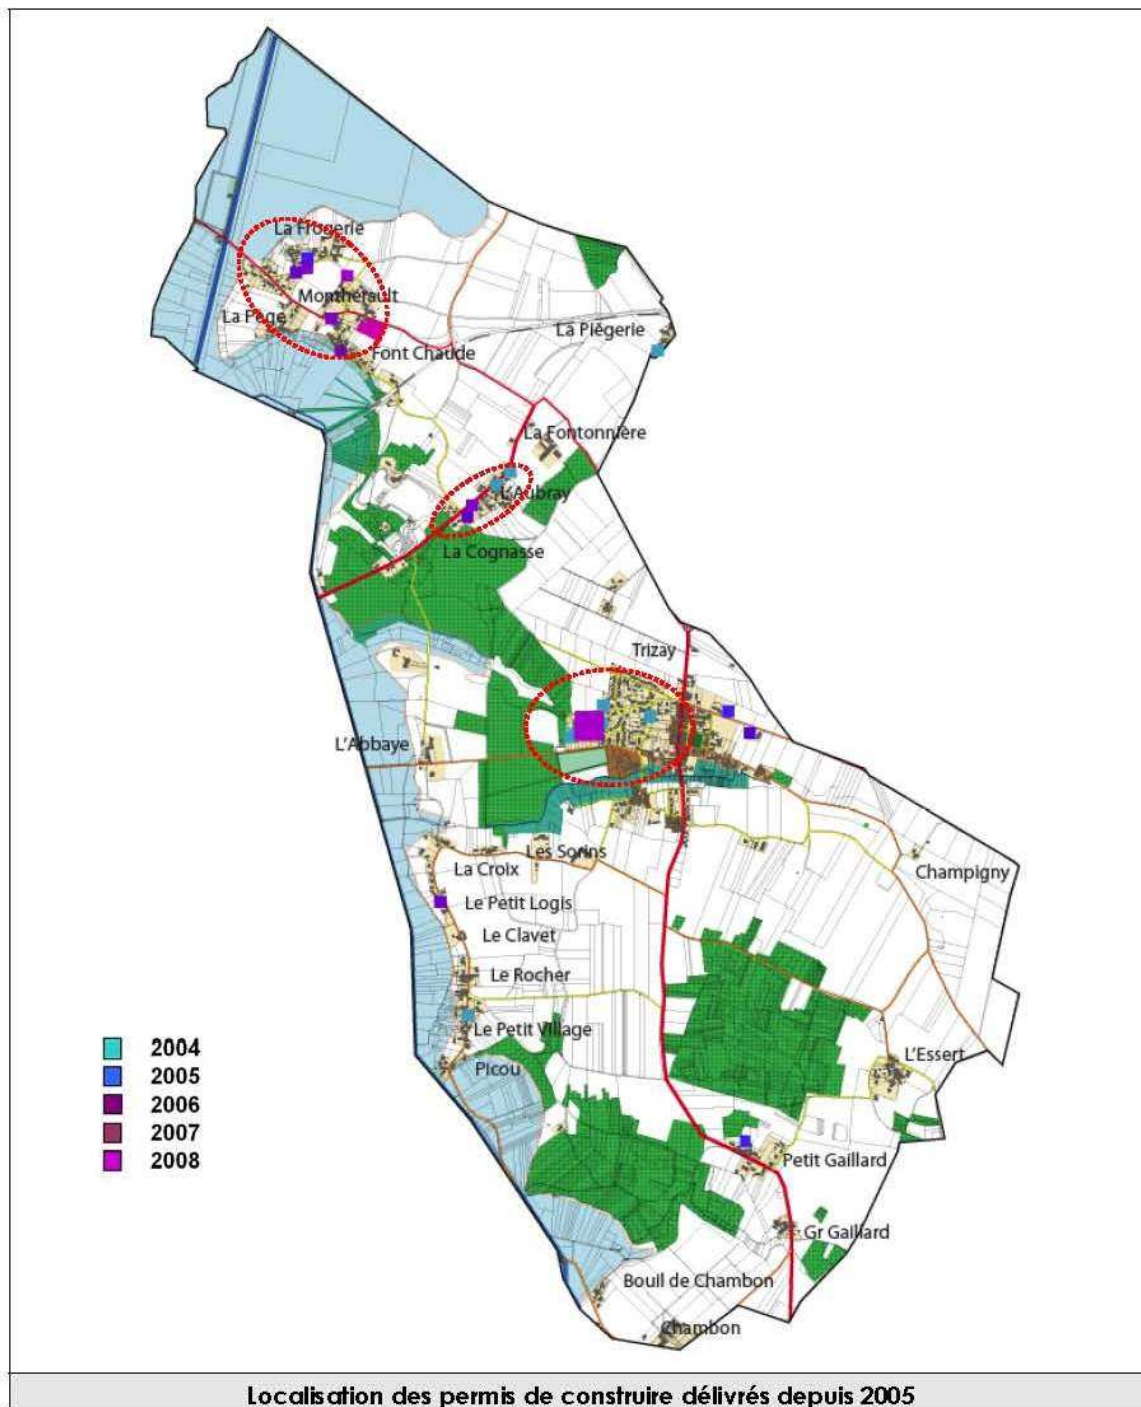 La Frogerie
Montherault
La Pege
Font Chaude
La Piègerie
La Fontonnière
L'Aubray
La Cognasse
Trizay
L'Abbaye
Les Sorins
La Croix
Champigny
Le Petit Logis
Le Clavet
Le Rocher
Le Petit Village
L'Essert
Picou
2004
2005
2006
2007
2008
Petit Gaillard
Gr Gaillard
Bouil de Chambon
Chambon
Localisation des permis de construire délivrés depuis 2005